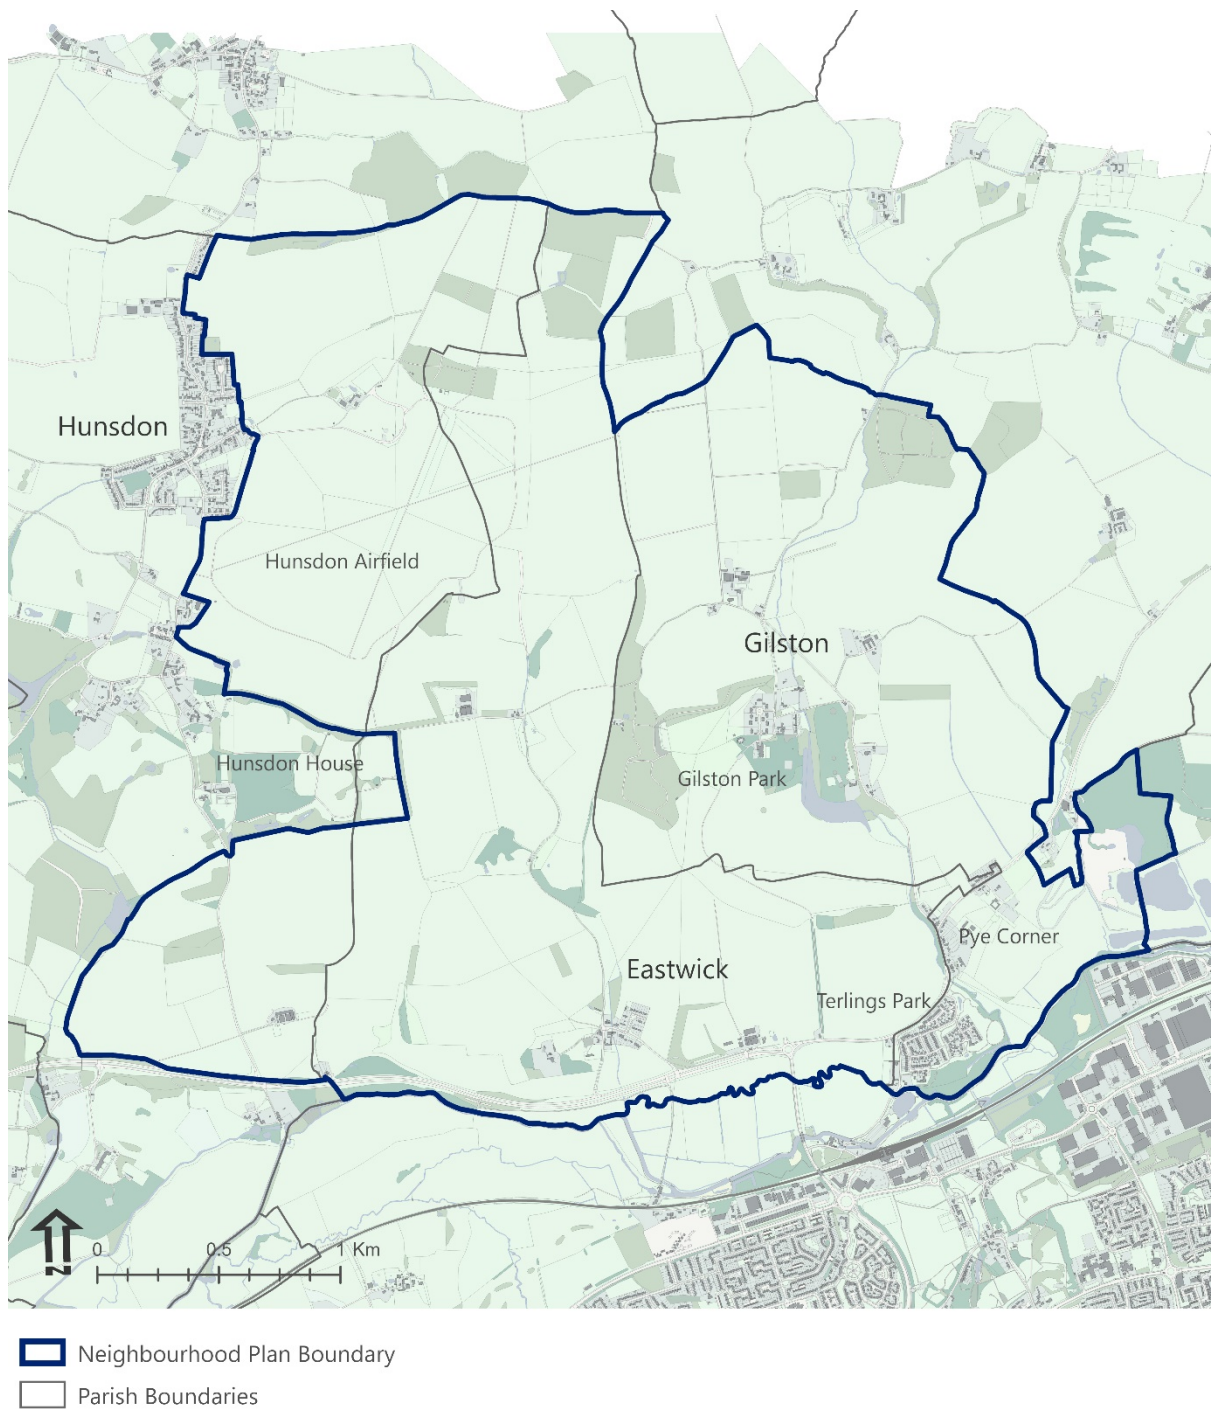 Hunsdon
Hunsdon Airfield
Gilston
Hunsdon House
Gilston Park
Pye Corner
Eastwick
Terlings Park
N
0 0.5 1 Km
Neighbourhood Plan Boundary
Parish Boundaries